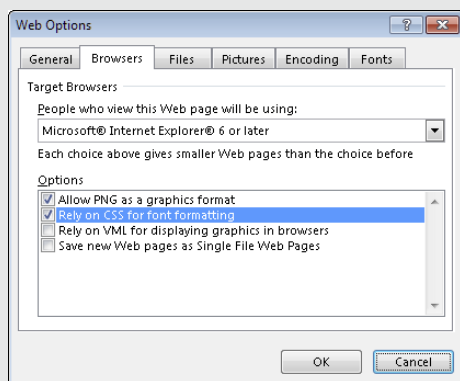 Web Options
General Browsers Files Pictures Encoding Fonts
Target Browsers
People who view this Web page will be using:
Microsoft® Internet Explorer® 6 or later
Each choice above gives smaller Web pages than the choice before
Options
Allow PNG as a graphics format
Rely on CSS for font formatting
Rely on VML for displaying graphics in browsers
Save new Web pages as Single File Web Pages
OK Cancel